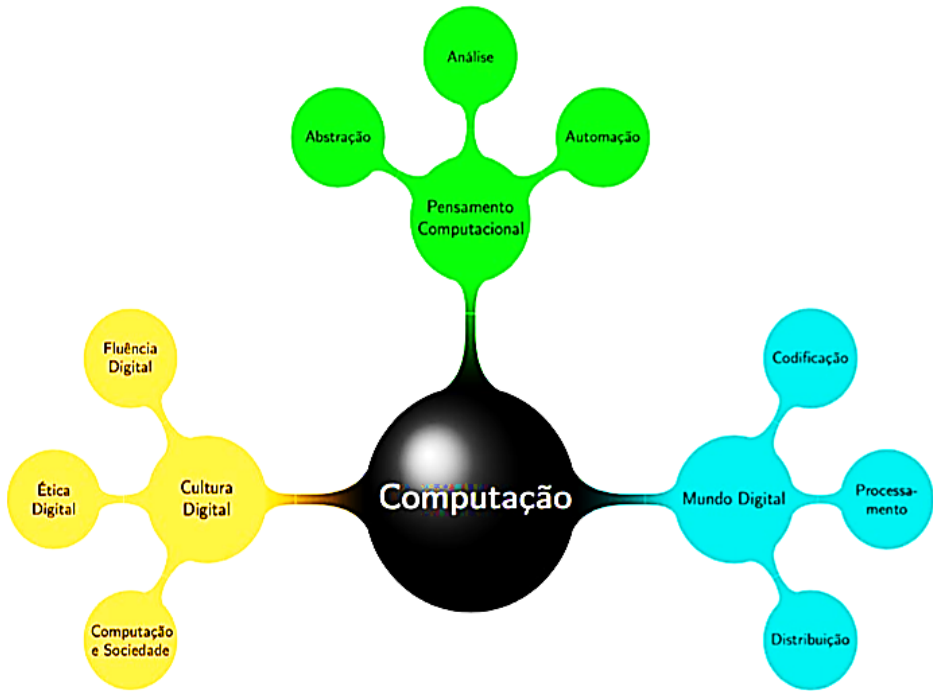 Análise
Abstração
Automação
Pensamento
Computacional
Fluência
Digital
Ética
Digital
Cultura
Digital
Computação
e Sociedade
Computação
Mundo Digital
Codificação
Processa-
mento
Distribuição